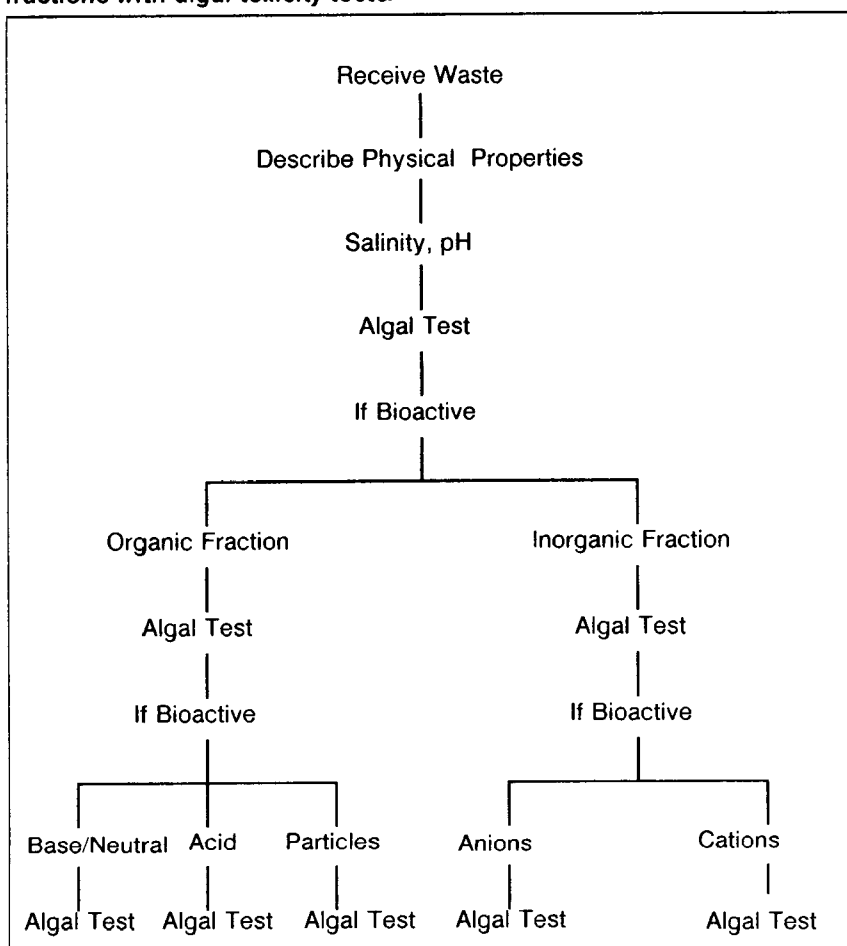 fractions with algal toxicity tests.
Receive Waste
Describe Physical Properties
Salinity, pH
Algal Test
If Bioactive
Organic Fraction Inorganic Fraction
Algal Test Algal Test
If Bioactive If Bioactive
Base/Neutral Acid Particles Anions Cations
Algal Test Algal Test Algal Test Algal Test Algal Test